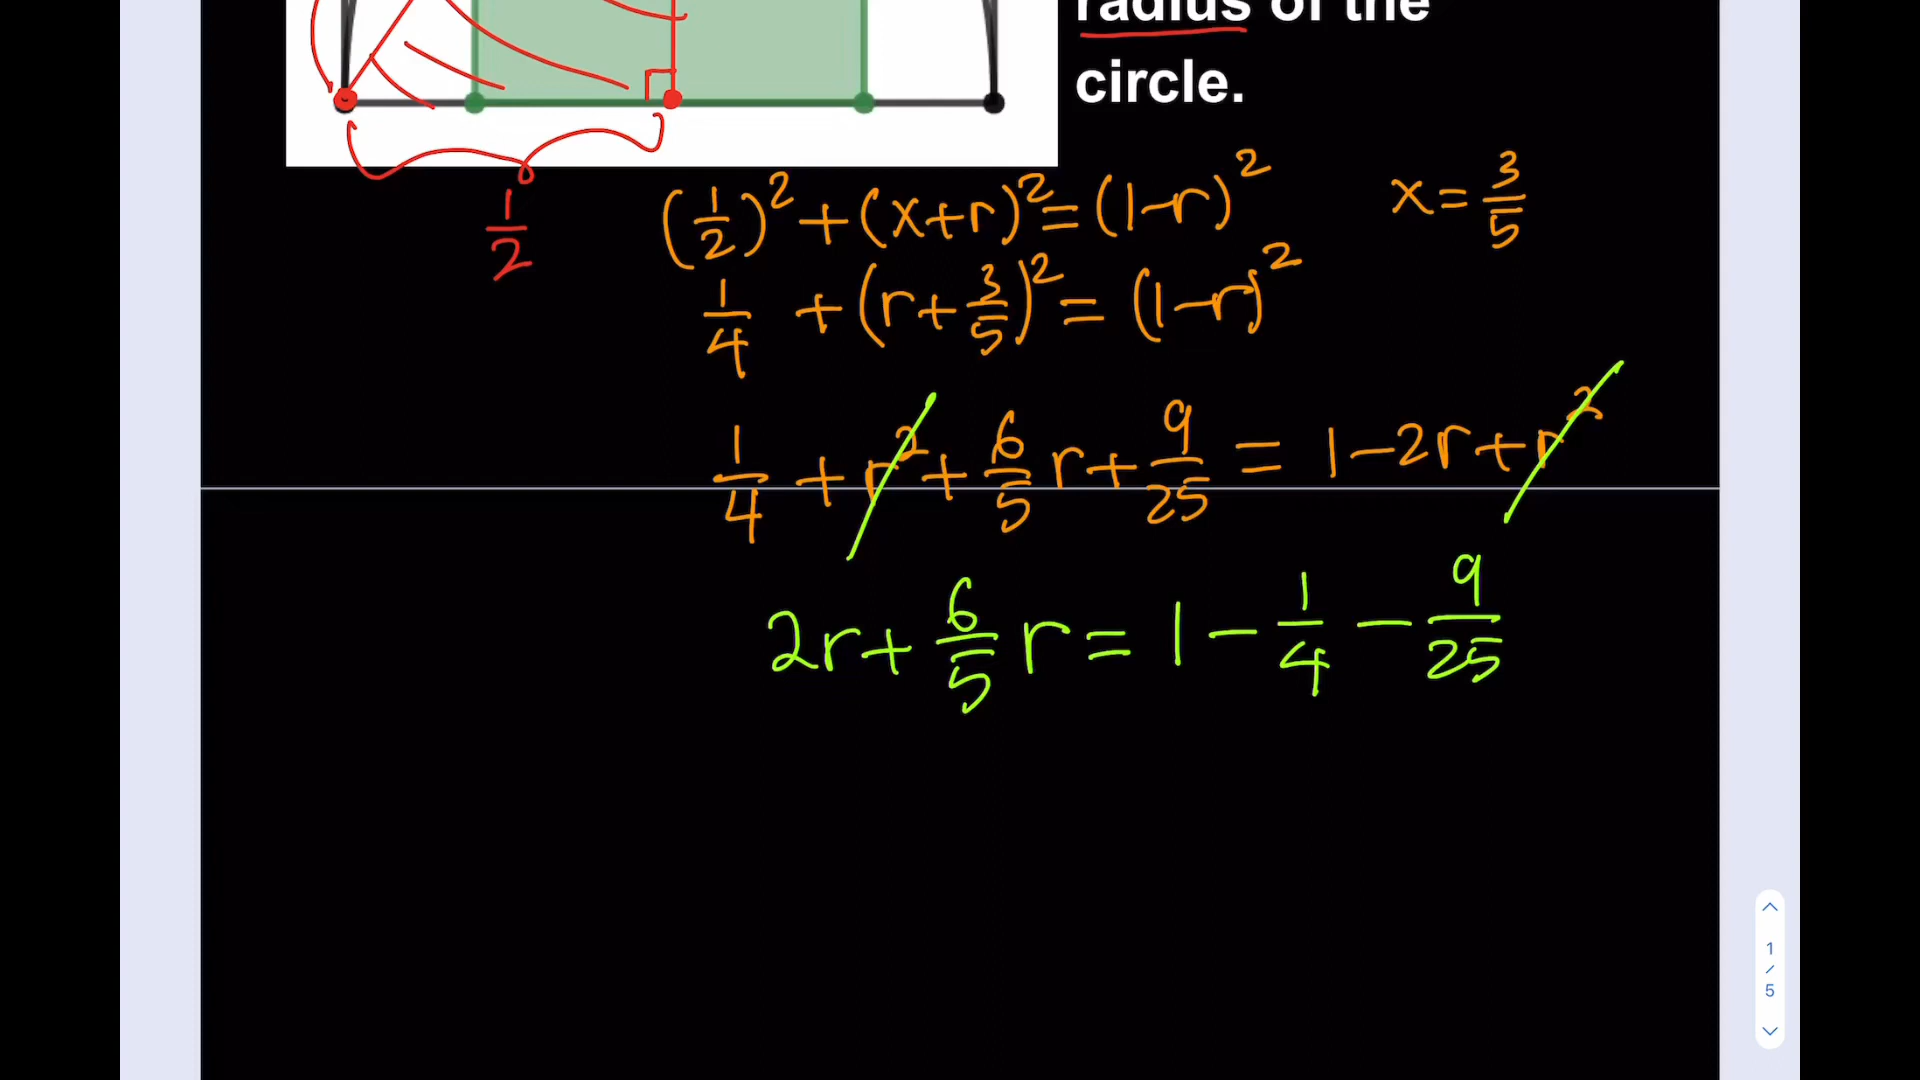 radius of the
circle.
1/2
(1/2)² + (x+r)² = (1-r)²
x = 3/5
1/4 + (r + 3/5)² = (1-r)²
1/4 + r² + 6/5 r + 9/25 = 1 - 2r + r²
2r + 6/5 r = 1 - 1/4 - 9/25
1
/
5